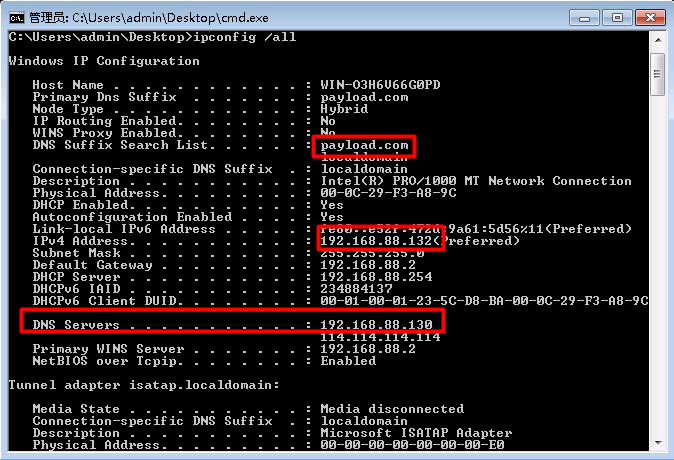 管理员: C:\Users\admin\Desktop\cmd.exe
C:\Users\admin\Desktop>ipconfig /all
Windows IP Configuration
Host Name . . . . . . . . . . . . : WIN-O3H6V66G0PD
Primary Dns Suffix . . . . . . . : payload.com
Node Type . . . . . . . . . . . . : Hybrid
IP Routing Enabled. . . . . . . . : No
WINS Proxy Enabled. . . . . . . . : No
DNS Suffix Search List. . . . . . : payload.com
localdomain
Connection-specific DNS Suffix . : localdomain
Description . . . . . . . . . . . : Intel(R) PRO/1000 MT Network Connection
Physical Address. . . . . . . . . : 00-0C-29-F3-A8-9C
DHCP Enabled. . . . . . . . . . . : Yes
Autoconfiguration Enabled . . . . : Yes
Link-local IPv6 Address . . . . . : 9a61:5d56%11(Preferred)
IPv4 Address. . . . . . . . . . . : 192.168.88.132(Preferred)
Subnet Mask . . . . . . . . . . . : 255.255.255.0
Default Gateway . . . . . . . . . : 192.168.88.2
DHCP Server . . . . . . . . . . . : 192.168.88.254
DHCPv6 IAID . . . . . . . . . . . : 234884137
DHCPv6 Client DUID. . . . . . . . : 00-01-00-01-23-5C-D8-BA-00-0C-29-F3-A8-9C
DNS Servers . . . . . . . . . . . : 192.168.88.130
114.114.114.114
Primary WINS Server . . . . . . . : 192.168.88.2
NetBIOS over Tcpip. . . . . . . . : Enabled
Tunnel adapter isatap.localdomain:
Media State . . . . . . . . . . . : Media disconnected
Connection-specific DNS Suffix . : localdomain
Description . . . . . . . . . . . : Microsoft ISATAP Adapter
Physical Address. . . . . . . . . : 00-00-00-00-00-00-00-E0